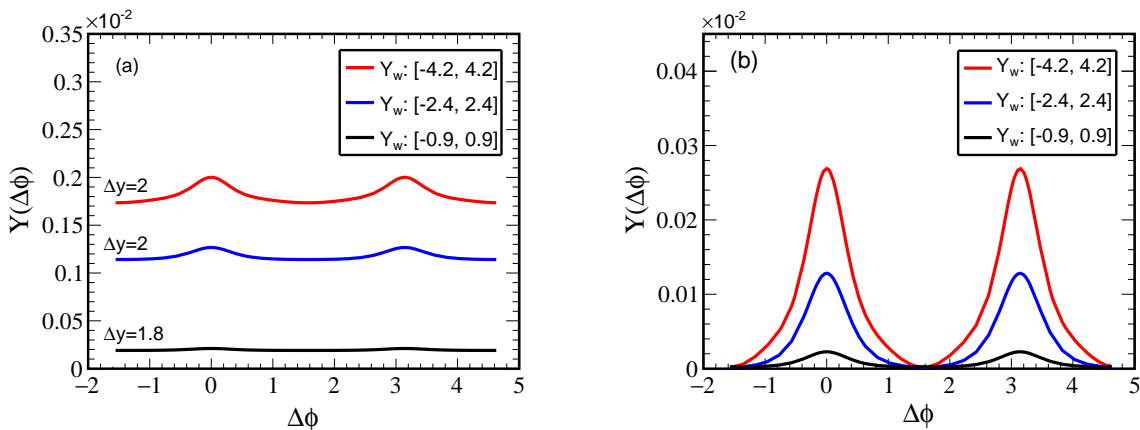 ×10⁻²
0.35
0.3
0.25
0.2
0.15
0.1
0.05
0
Y(Δϕ)
(a)
Y_w: [-4.2, 4.2]
Y_w: [-2.4, 2.4]
Y_w: [-0.9, 0.9]
Δy=2
Δy=2
Δy=1.8
−2 −1 0 1 2 3 4 5
Δϕ
×10⁻²
0.04
0.03
0.02
0.01
0
Y(Δϕ)
(b)
Y_w: [-4.2, 4.2]
Y_w: [-2.4, 2.4]
Y_w: [-0.9, 0.9]
−2 −1 0 1 2 3 4 5
Δϕ